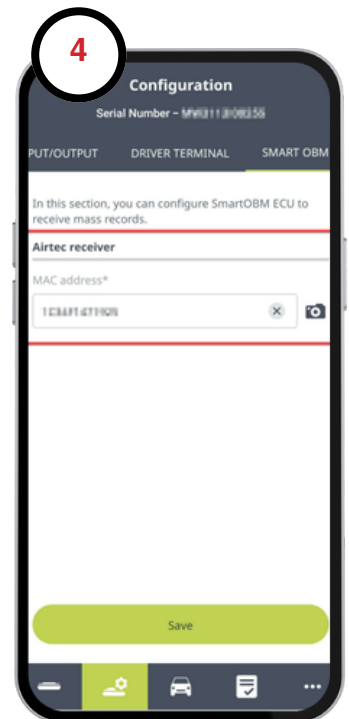 4
Configuration
Serial Number –
PUT/OUTPUT DRIVER TERMINAL SMART OBM
In this section, you can configure SmartOBM ECU to
receive mass records.
Airtec receiver
MAC address*
Save